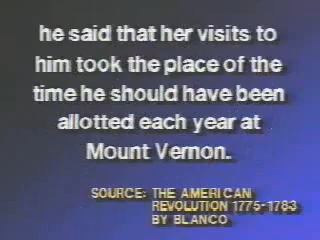 he said that her visits to
him took the place of the
time he should have been
allotted each year at
Mount Vernon.
SOURCE: THE AMERICAN
REVOLUTION 1775-1783
BY BLANCO